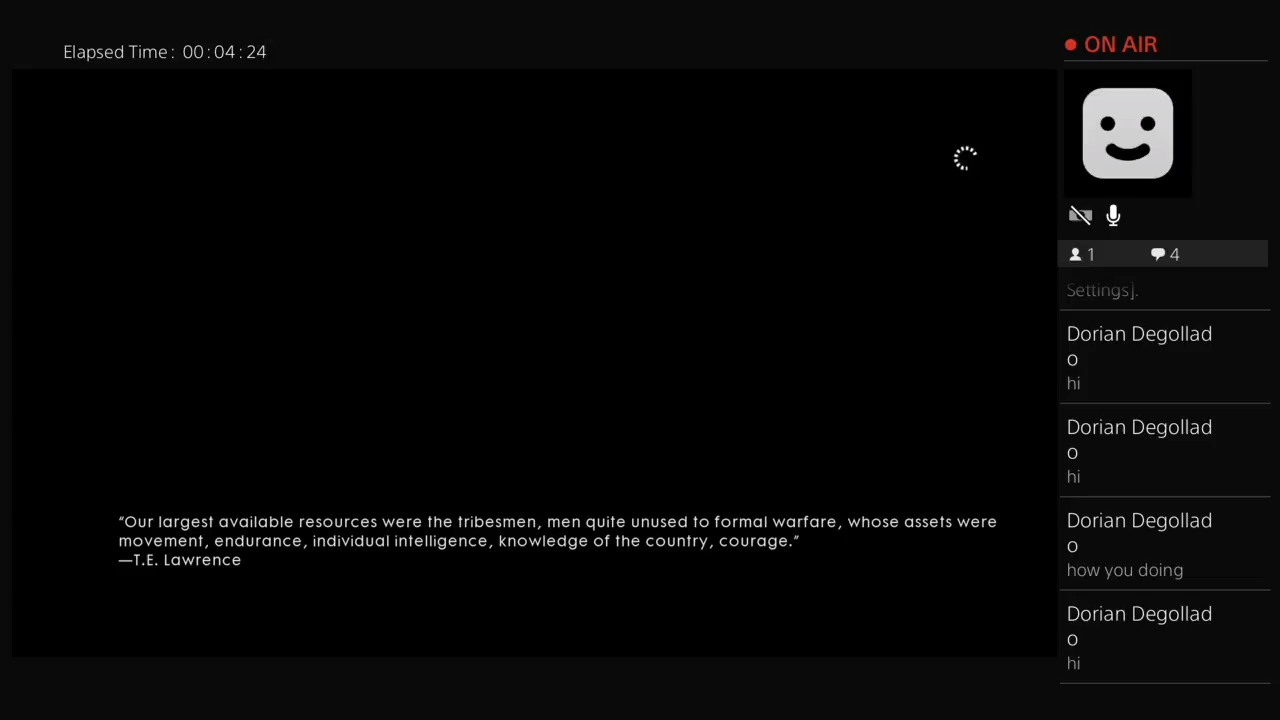 Elapsed Time: 00:04:24
ON AIR
1 4
Settings].
Dorian Degollad
o
hi
Dorian Degollad
o
hi
Dorian Degollad
o
how you doing
Dorian Degollad
o
hi
“Our largest available resources were the tribesmen, men quite unused to formal warfare, whose assets were
movement, endurance, individual intelligence, knowledge of the country, courage.”
—T.E. Lawrence